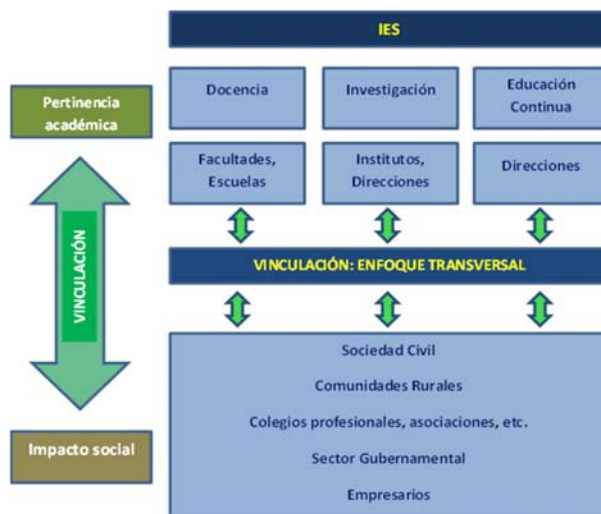 IES
Pertinencia
académica
Docencia
Investigación
Educación
Continua
Facultades,
Escuelas
Institutos,
Direcciones
Direcciones
VINCULACIÓN
VINCULACIÓN: ENFOQUE TRANSVERSAL
Sociedad Civil
Comunidades Rurales
Colegios profesionales, asociaciones, etc.
Sector Gubernamental
Empresarios
Impacto social